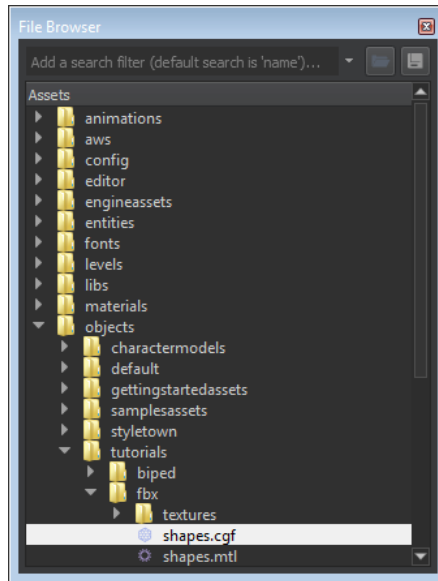 File Browser
Add a search filter (default search is 'name')...
Assets
animations
aws
config
editor
engineassets
entities
fonts
levels
libs
materials
objects
charactermodels
default
gettingstartedassets
samplesassets
styletown
tutorials
biped
fbx
textures
shapes.cgf
shapes.mtl